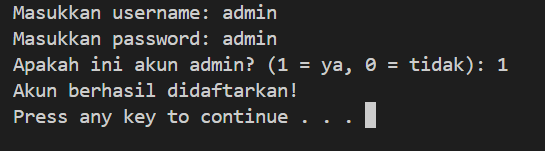 Masukkan username: admin
Masukkan password: admin
Apakah ini akun admin? (1 = ya, 0 = tidak): 1
Akun berhasil didaftarkan!
Press any key to continue . . .